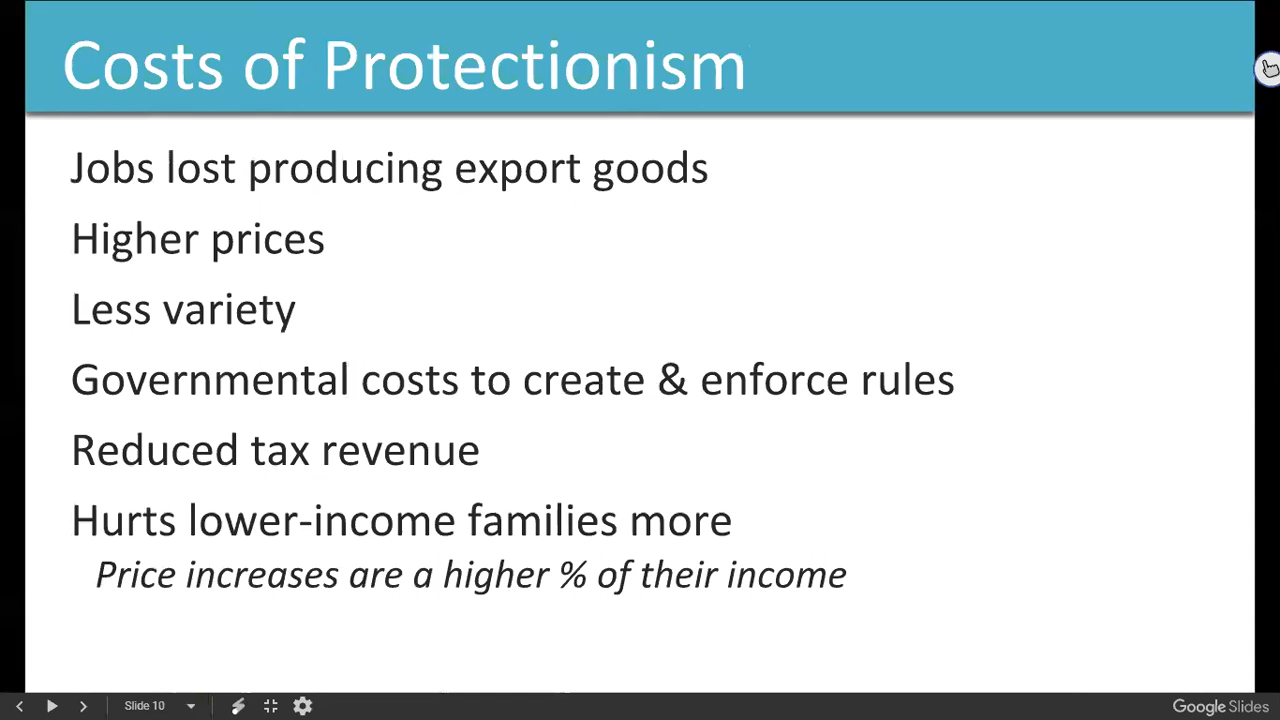 Costs of Protectionism
Jobs lost producing export goods
Higher prices
Less variety
Governmental costs to create & enforce rules
Reduced tax revenue
Hurts lower-income families more
Price increases are a higher % of their income
Slide 10
Google Slides